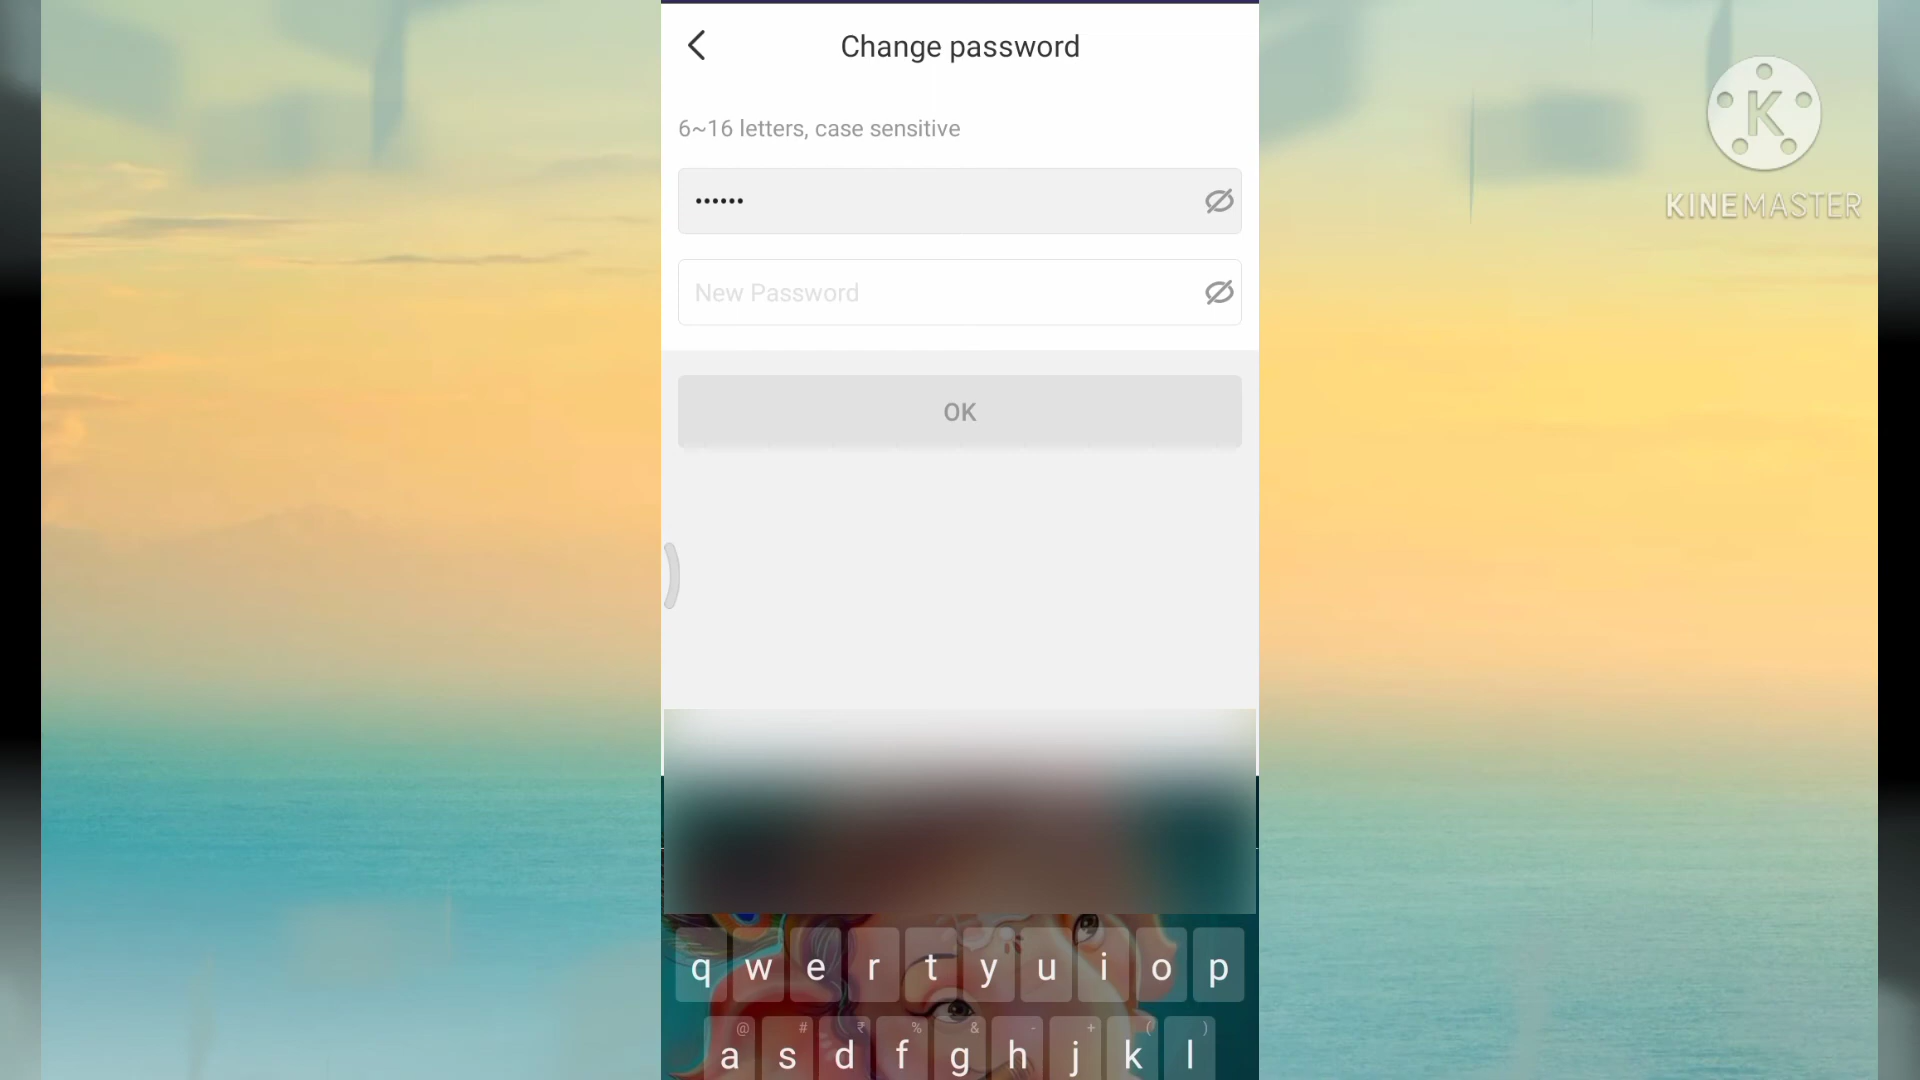 Change password
6~16 letters, case sensitive
••••••
New Password
OK
K
KINEMASTER
q w e r t y u i o p
@ # ₹ % & - + ( )
a s d f g h j k l